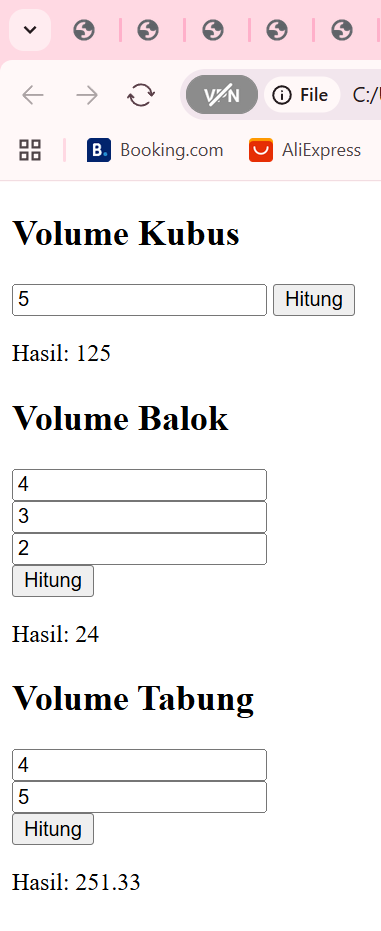 VPN File C:/
B. Booking.com AliExpress
Volume Kubus
5 Hitung
Hasil: 125
Volume Balok
4
3
2
Hitung
Hasil: 24
Volume Tabung
4
5
Hitung
Hasil: 251.33